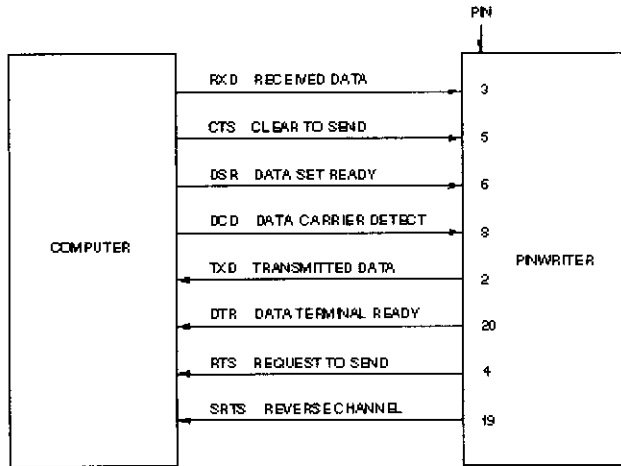 PIN
RXD RECEIVED DATA 3
CTS CLEAR TO SEND 5
DSR DATA SET READY 6
DCD DATA CARRIER DETECT 8
COMPUTER
PINWRITER
TXD TRANSMITTED DATA 2
DTR DATA TERMINAL READY 20
RTS REQUEST TO SEND 4
SRTS REVERSE CHANNEL 19